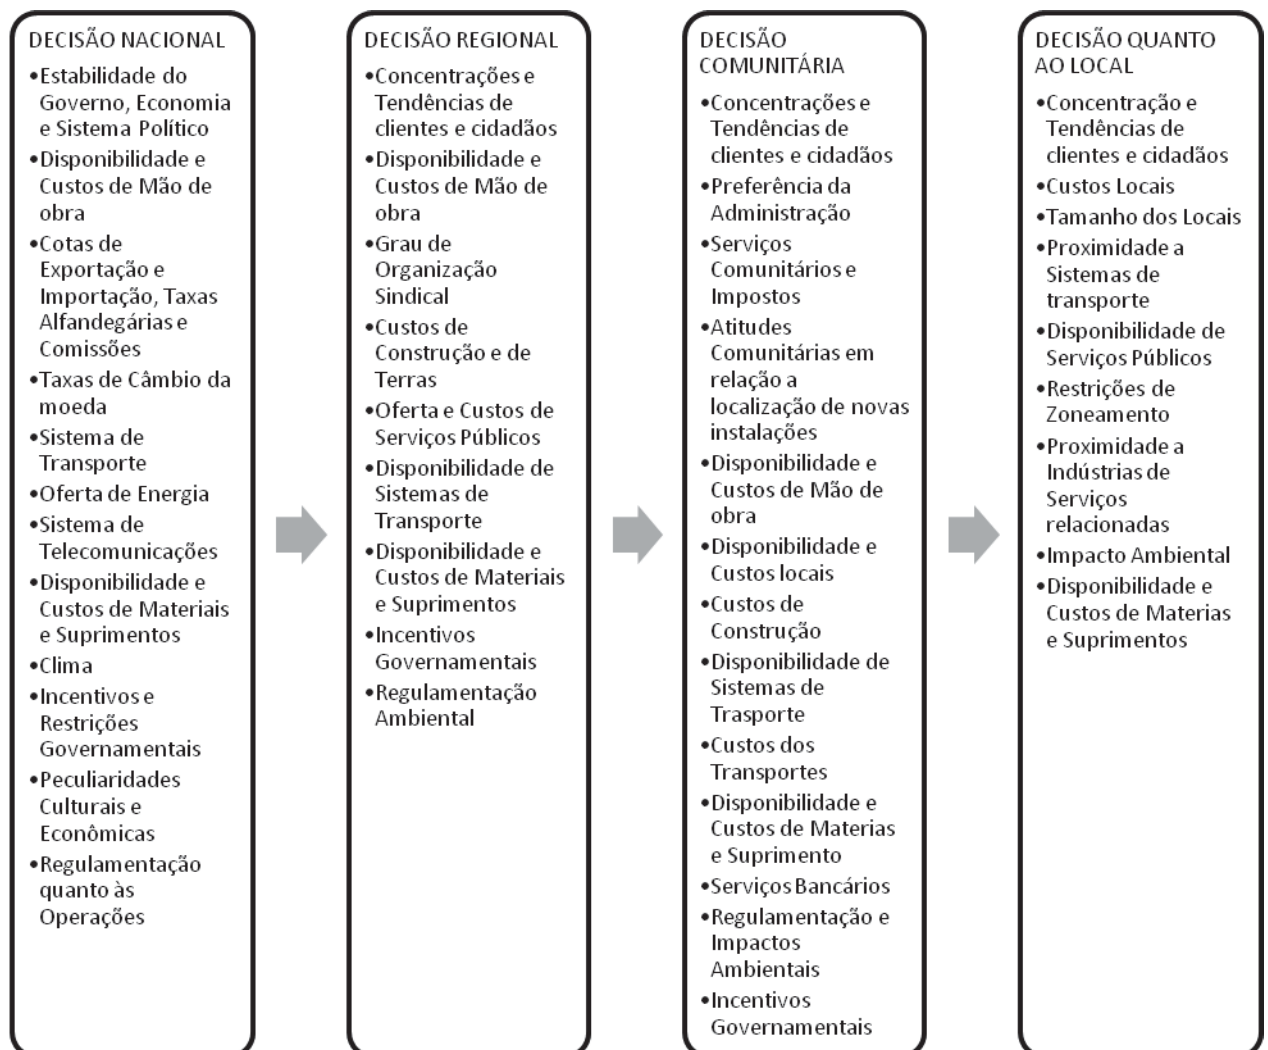 DECISÃO NACIONAL
•Estabilidade do
Governo, Economia
e Sistema Político
•Disponibilidade e
Custos de Mão de
obra
•Cotas de
Exportação e
Importação, Taxas
Alfandegárias e
Comissões
•Taxas de Câmbio da
moeda
•Sistema de
Transporte
•Oferta de Energia
•Sistema de
Telecomunicações
•Disponibilidade e
Custos de Materiais
e Suprimentos
•Clima
•Incentivos e
Restrições
Governamentais
•Peculiaridades
Culturais e
Econômicas
•Regulamentação
quanto às
Operações
DECISÃO REGIONAL
•Concentrações e
Tendências de
clientes e cidadãos
•Disponibilidade e
Custos de Mão de
obra
•Grau de
Organização
Sindical
•Custos de
Construção e de
Terras
•Oferta e Custos de
Serviços Públicos
•Disponibilidade de
Sistemas de
Transporte
•Disponibilidade e
Custos de Materiais
e Suprimentos
•Incentivos
Governamentais
•Regulamentação
Ambiental
DECISÃO
COMUNITÁRIA
•Concentrações e
Tendências de
clientes e cidadãos
•Preferência da
Administração
•Serviços
Comunitários e
Impostos
•Atitudes
Comunitárias em
relação a
localização de novas
instalações
•Disponibilidade e
Custos de Mão de
obra
•Disponibilidade e
Custos locais
•Custos de
Construção
•Disponibilidade de
Sistemas de
Trasporte
•Custos dos
Transportes
•Disponibilidade e
Custos de Materias
e Suprimento
•Serviços Bancários
•Regulamentação e
Impactos
Ambientais
•Incentivos
Governamentais
DECISÃO QUANTO
AO LOCAL
•Concentração e
Tendências de
clientes e cidadãos
•Custos Locais
•Tamanho dos Locais
•Proximidade a
Sistemas de
transporte
•Disponibilidade de
Serviços Públicos
•Restrições de
Zoneamento
•Proximidade a
Indústrias de
Serviços
relacionadas
•Impacto Ambiental
•Disponibilidade e
Custos de Materias
e Suprimentos